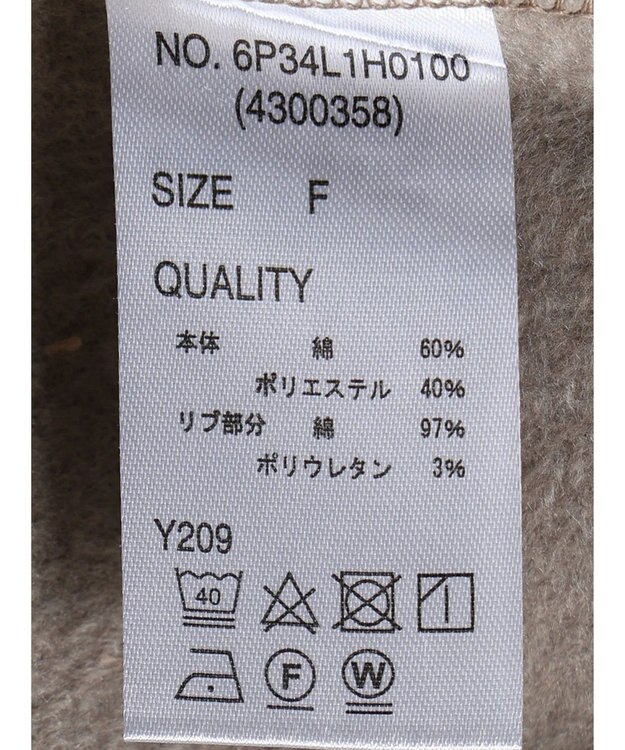 NO. 6P34L1H0100
(4300358)
SIZE F
QUALITY
本体 綿 60%
ポリエステル 40%
リブ部分 綿 97%
ポリウレタン 3%
Y209
40
F W